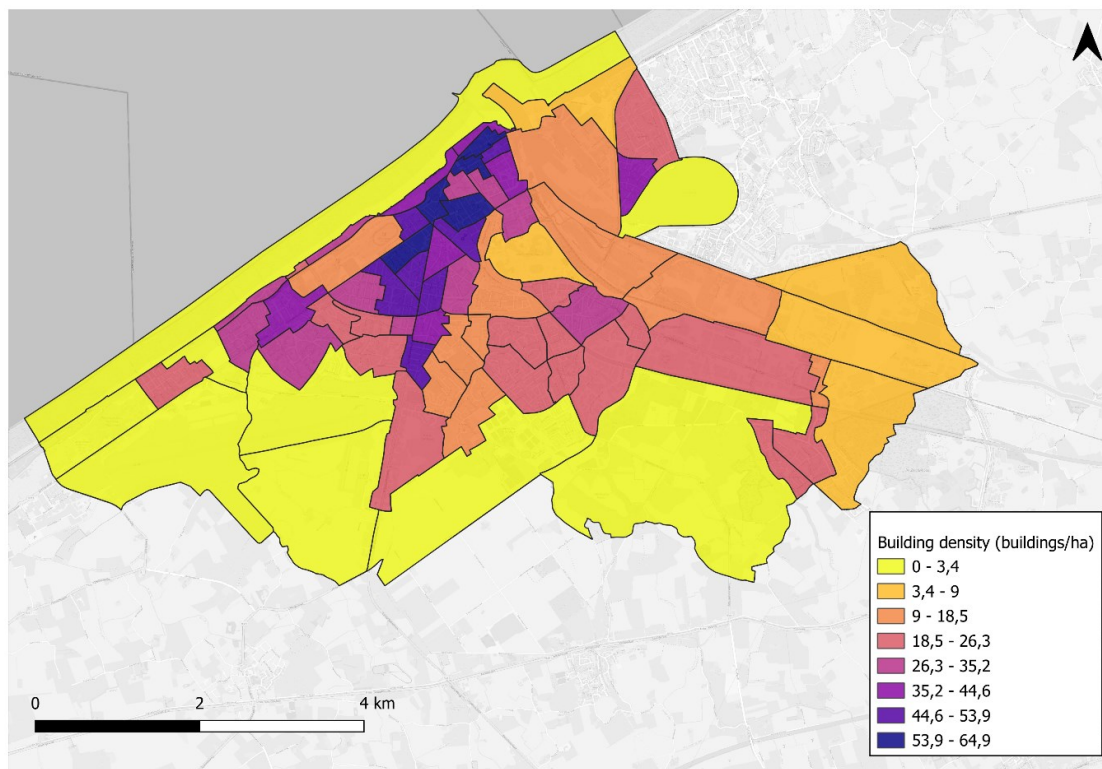 Building density (buildings/ha)
0 - 3,4
3,4 - 9
9 - 18,5
18,5 - 26,3
26,3 - 35,2
35,2 - 44,6
44,6 - 53,9
53,9 - 64,9
0 2 4 km